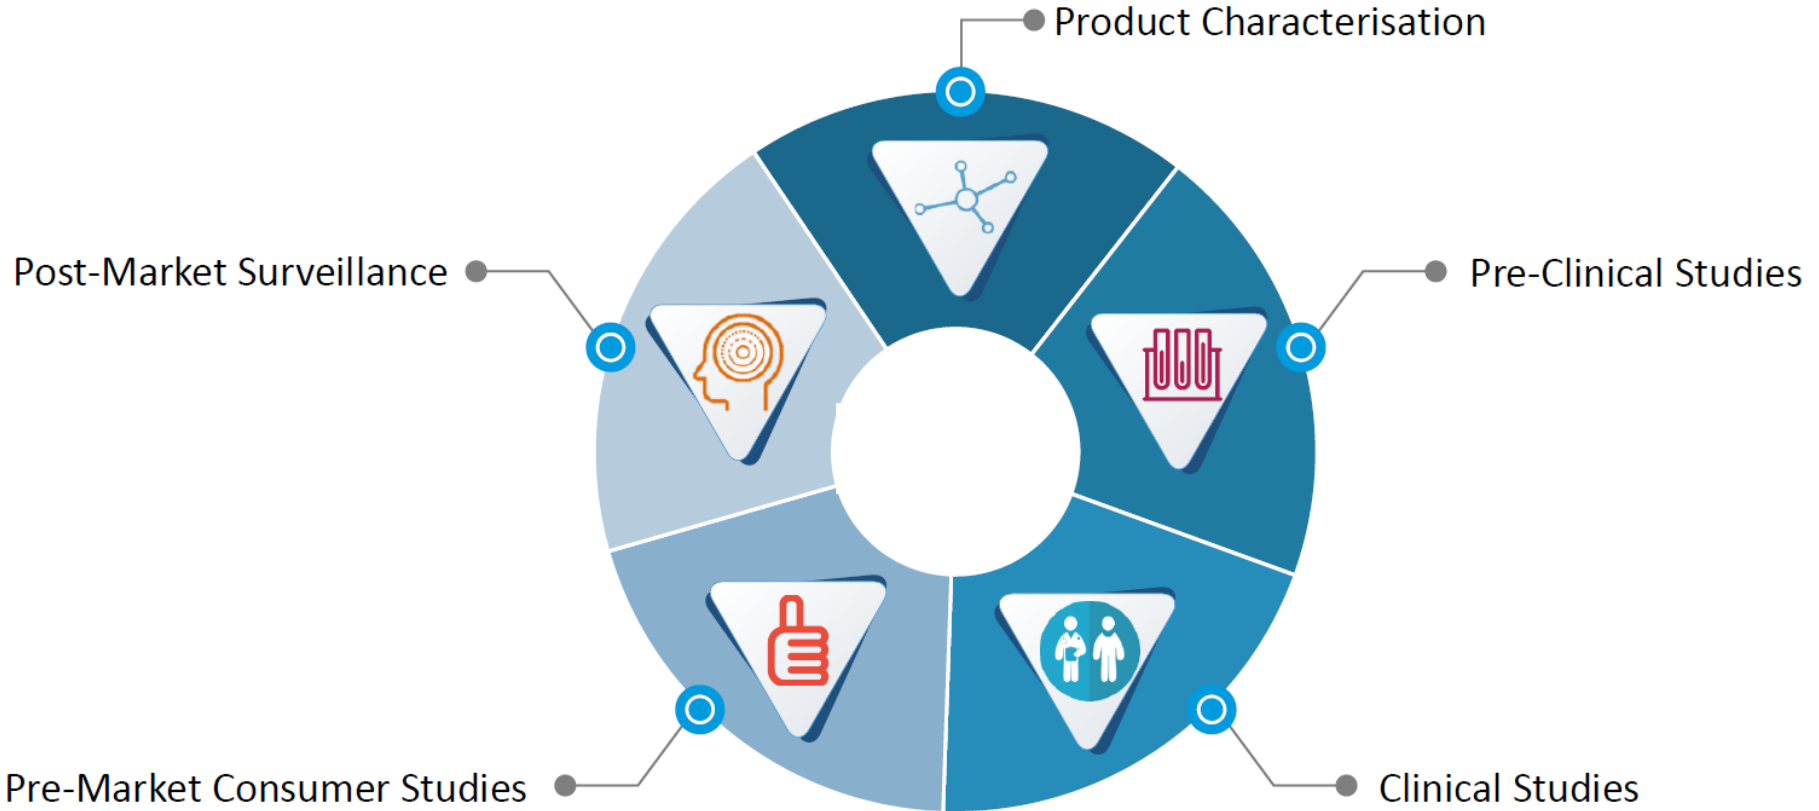 Product Characterisation
Post-Market Surveillance
Pre-Clinical Studies
Pre-Market Consumer Studies
Clinical Studies